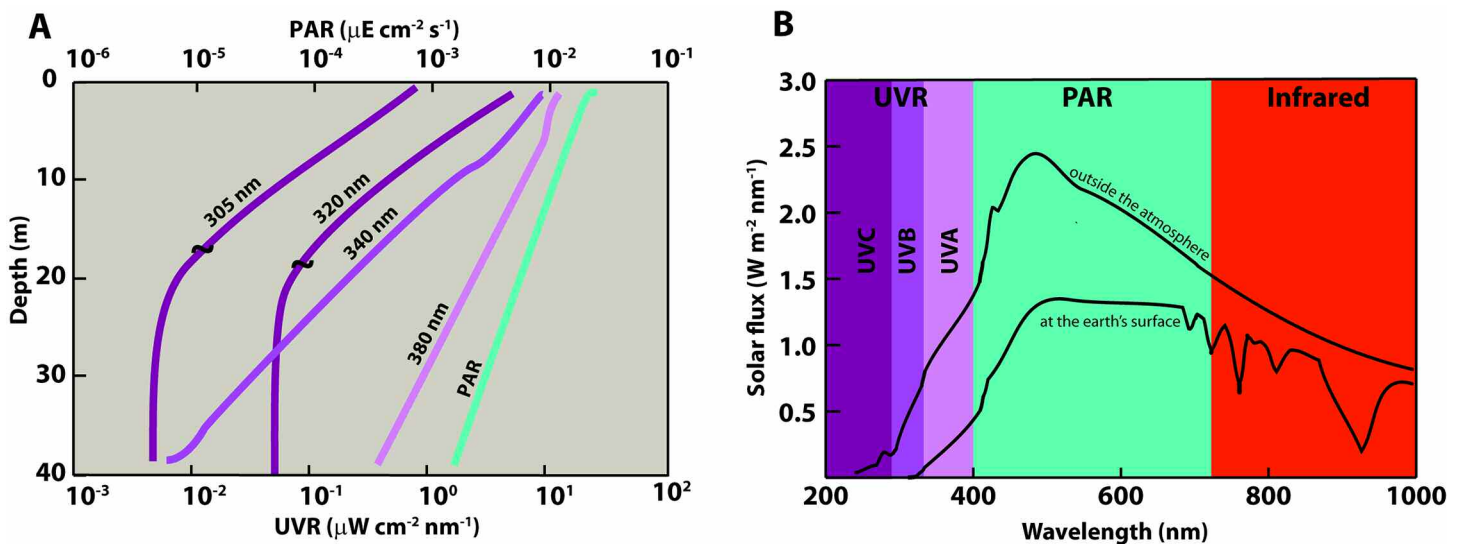 A
PAR (μE cm-2 s-1)
10-6 10-5 10-4 10-3 10-2 10-1
0
10
20
30
40
Depth (m)
305 nm
320 nm
340 nm
380 nm
PAR
10-3 10-2 10-1 100 101 102
UVR (μW cm-2 nm-1)
B
3.0
2.5
2.0
1.5
1.0
0.5
Solar flux (W m-2 nm-1)
UVR PAR Infrared
UVC
UVB
UVA
outside the atmosphere
at the earth's surface
200 400 600 800 1000
Wavelength (nm)